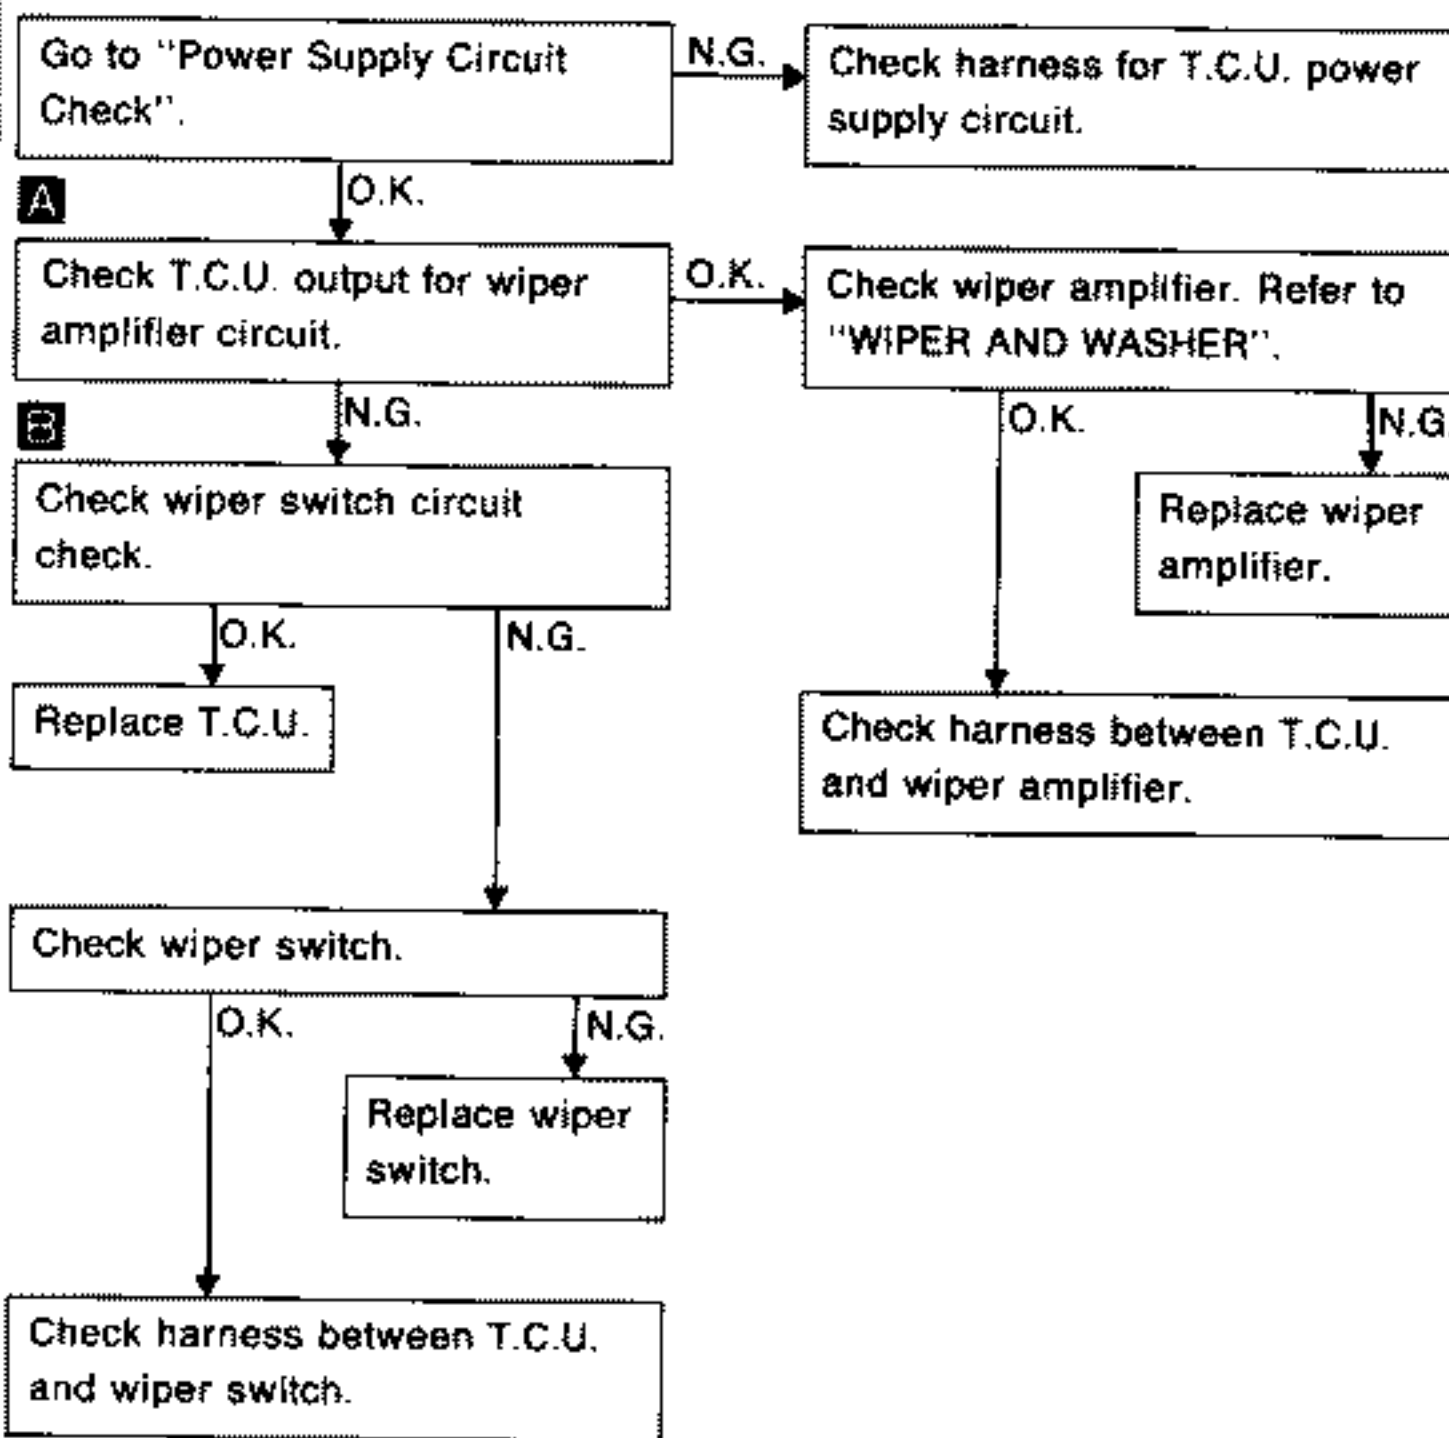 Go to "Power Supply Circuit
Check".
N.G.
Check harness for T.C.U. power
supply circuit.
O.K.
A
Check T.C.U. output for wiper
amplifier circuit.
O.K.
Check wiper amplifier. Refer to
"WIPER AND WASHER".
N.G.
B
Check wiper switch circuit
check.
O.K.
N.G.
Replace wiper
amplifier.
O.K.
N.G.
Replace T.C.U.
Check harness between T.C.U.
and wiper amplifier.
Check wiper switch.
O.K.
N.G.
Replace wiper
switch.
Check harness between T.C.U.
and wiper switch.